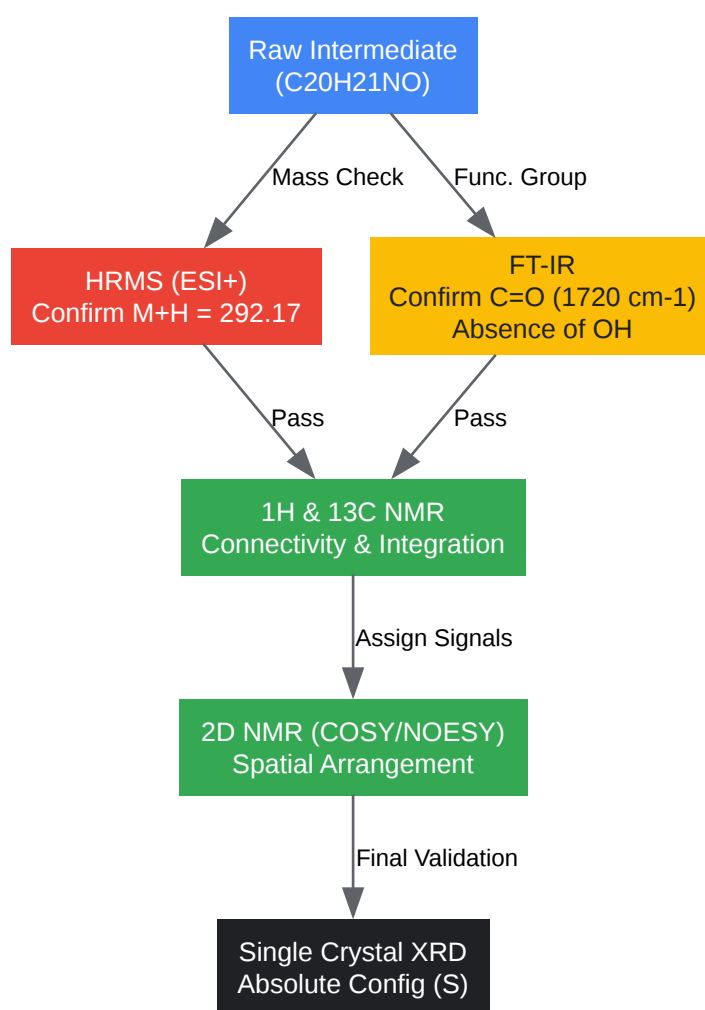 Raw Intermediate
(C20H21NO)
Mass Check
Func. Group
HRMS (ESI+)
Confirm M+H = 292.17
FT-IR
Confirm C=O (1720 cm-1)
Absence of OH
Pass
Pass
1H & 13C NMR
Connectivity & Integration
Assign Signals
2D NMR (COSY/NOESY)
Spatial Arrangement
Final Validation
Single Crystal XRD
Absolute Config (S)